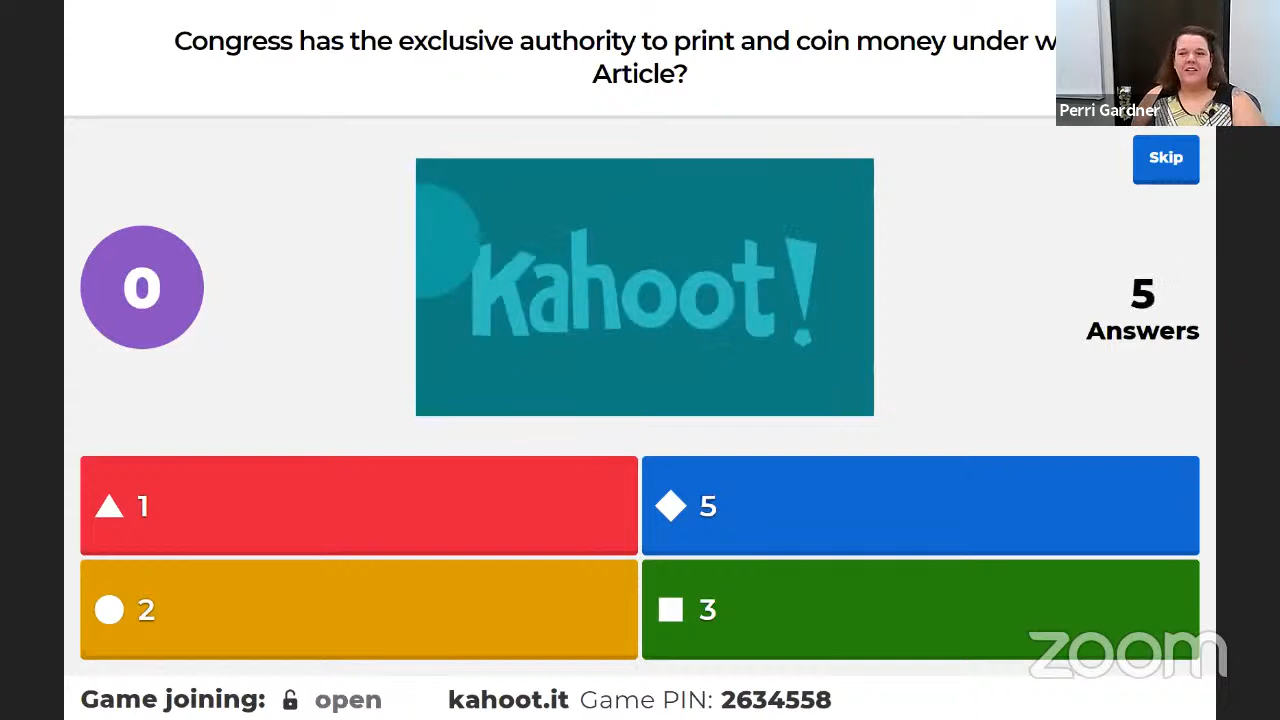 Congress has the exclusive authority to print and coin money under w
Article?
Perri Gardner
Skip
0
Kahoot!
5
Answers
1
5
2
3
zoom
Game joining: open kahoot.it Game PIN: 2634558